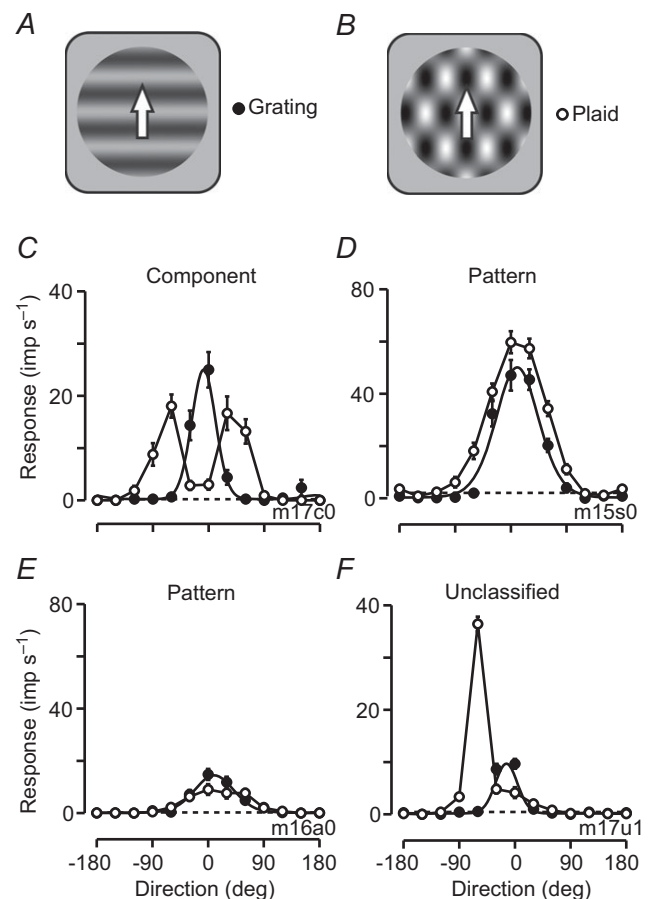 A
B
Grating
Plaid
C
D
Component
Pattern
Response (imp s⁻¹)
40
20
0
m17c0
80
40
0
m15s0
E
F
Pattern
Unclassified
Response (imp s⁻¹)
80
40
0
m16a0
40
20
0
m17u1
-180 -90 0 90 180
Direction (deg)
-180 -90 0 90 180
Direction (deg)